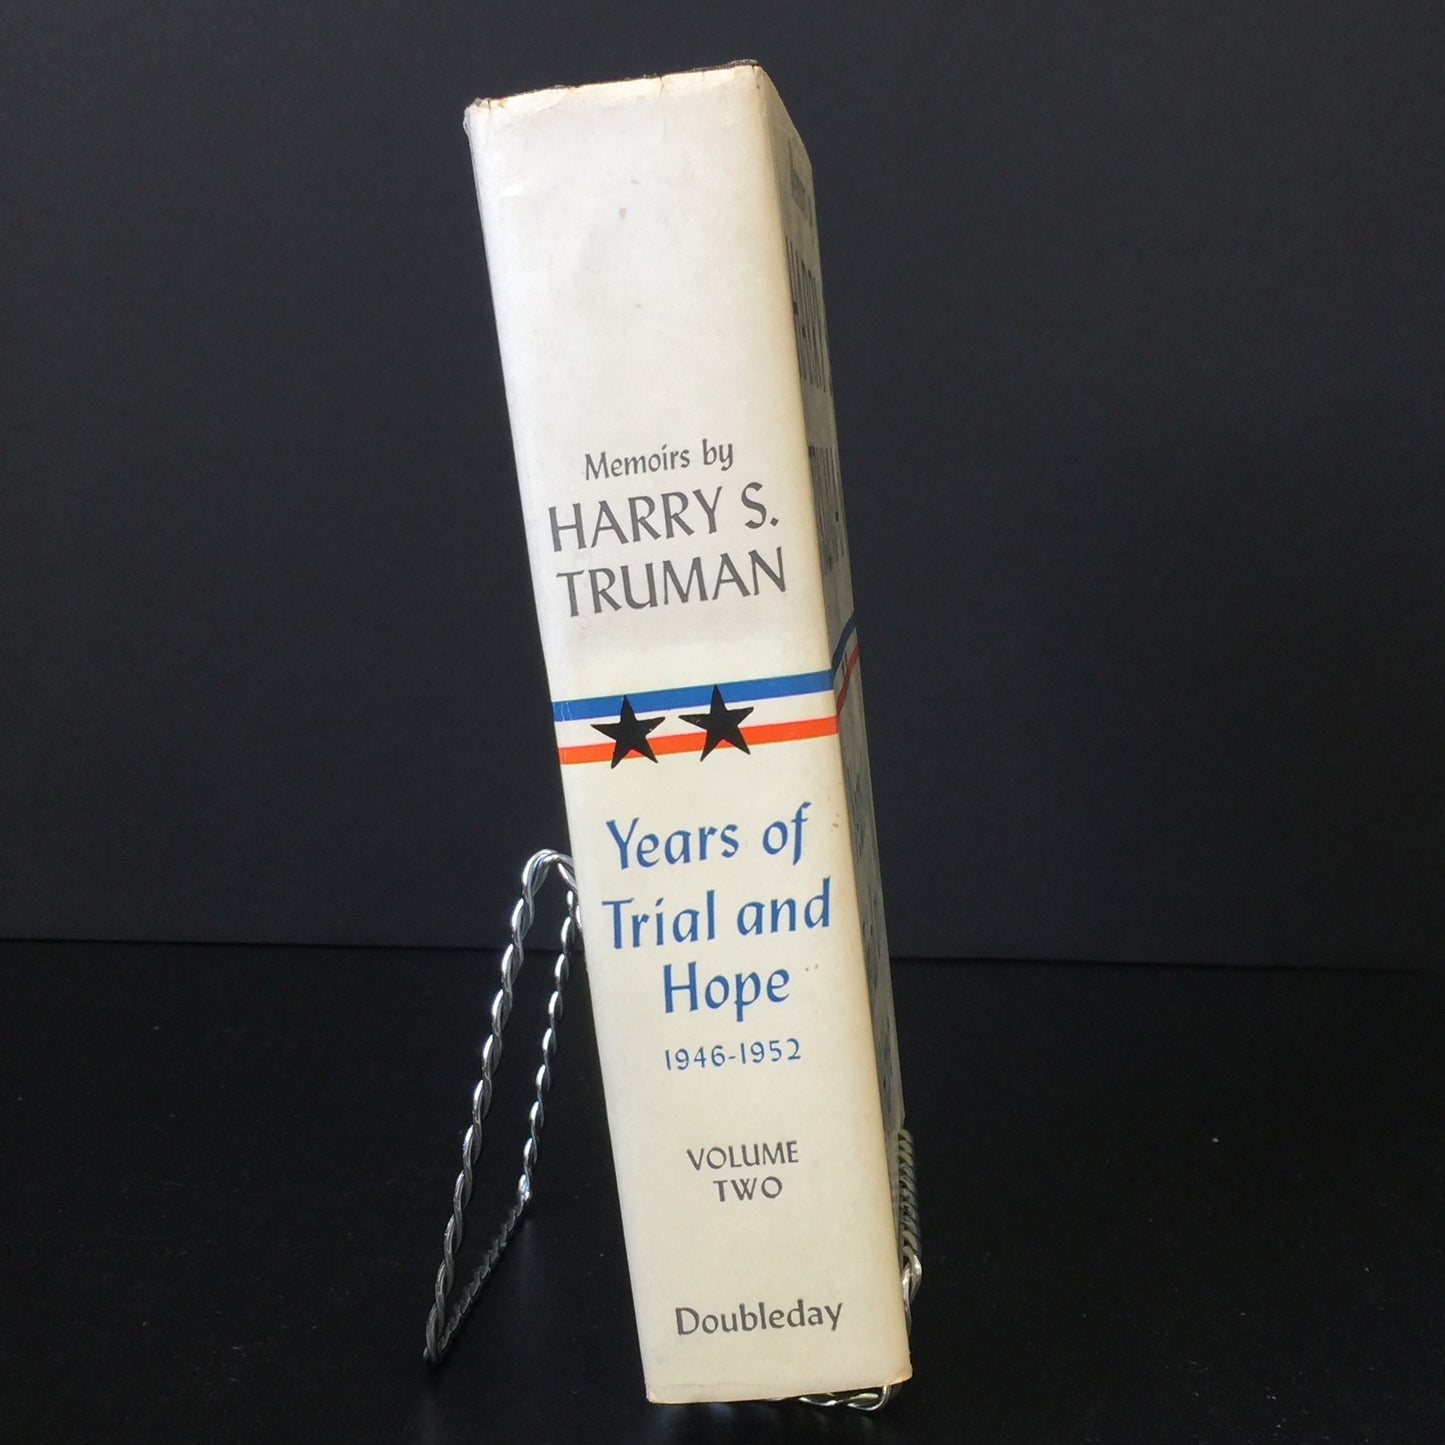 Memoirs by
HARRY S.
TRUMAN
Years of
Trial and
Hope
1946-1952
VOLUME
TWO
Doubleday